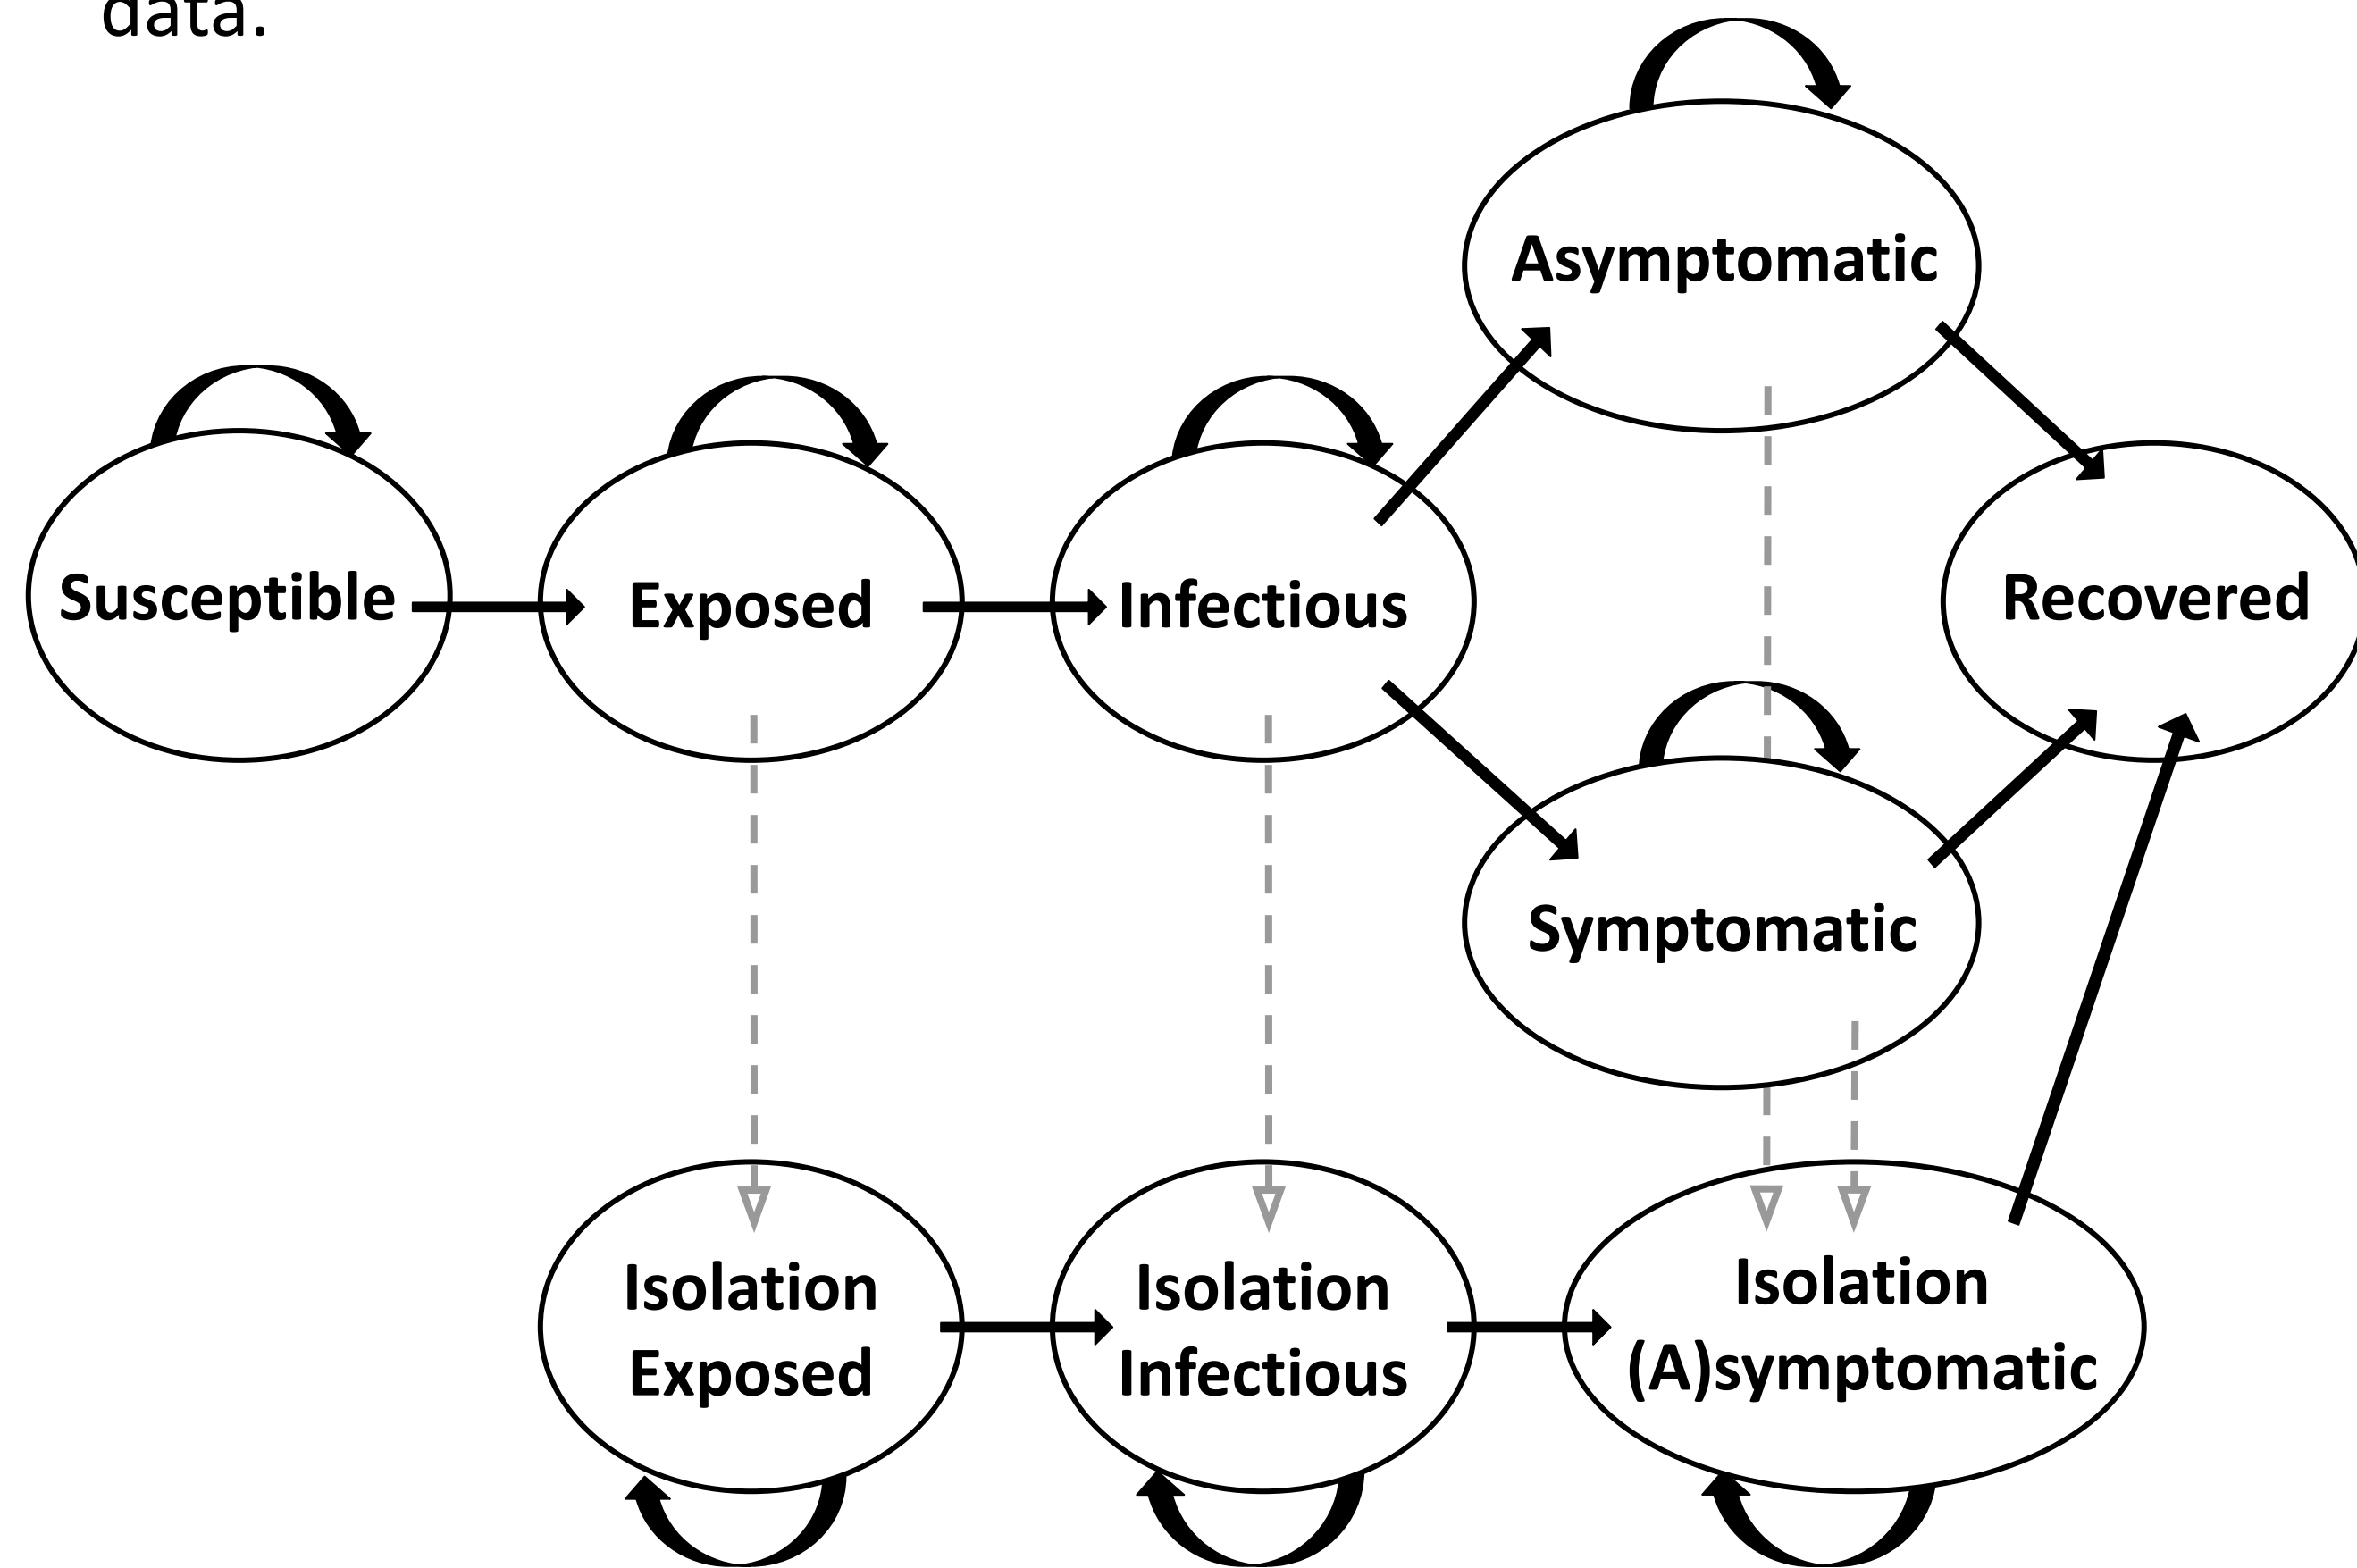 data.
Asymptomatic
Susceptible
Exposed
Infectious
Recovered
Symptomatic
Isolation
Exposed
Isolation
Infectious
Isolation
(A)symptomatic